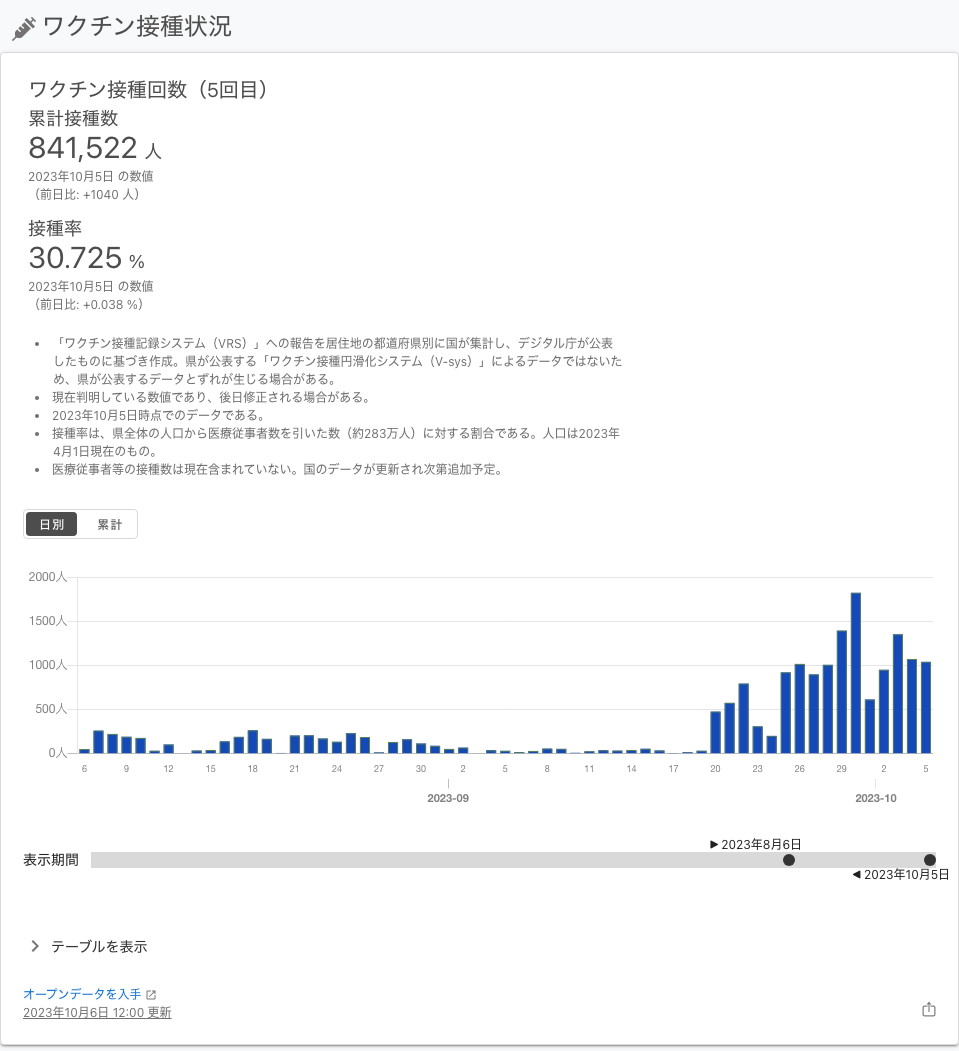 ワクチン接種状況
ワクチン接種回数（5回目）
累計接種数
841,522 人
2023年10月5日 の数値
（前日比: +1040 人）
接種率
30.725 %
2023年10月5日 の数値
（前日比: +0.038 %）
• 「ワクチン接種記録システム（VRS）」への報告を居住地の都道府県別に国が集計し、デジタル庁が公表
したものに基づき作成。県が公表する「ワクチン接種円滑化システム（V-sys）」によるデータではないた
め、県が公表するデータとずれが生じる場合がある。
• 現在判明している数値であり、後日修正される場合がある。
• 2023年10月5日時点でのデータである。
• 接種率は、県全体の人口から医療従事者数を引いた数（約283万人）に対する割合である。人口は2023年
4月1日現在のもの。
• 医療従事者等の接種数は現在含まれていない。国のデータが更新され次第追加予定。
日別 累計
2000人
1500人
1000人
500人
0人
6 9 12 15 18 21 24 27 30 2 5 8 11 14 17 20 23 26 29 2 5
2023-09 2023-10
▶ 2023年8月6日
表示期間
◀ 2023年10月5日
テーブルを表示
オープンデータを入手
2023年10月6日 12:00 更新